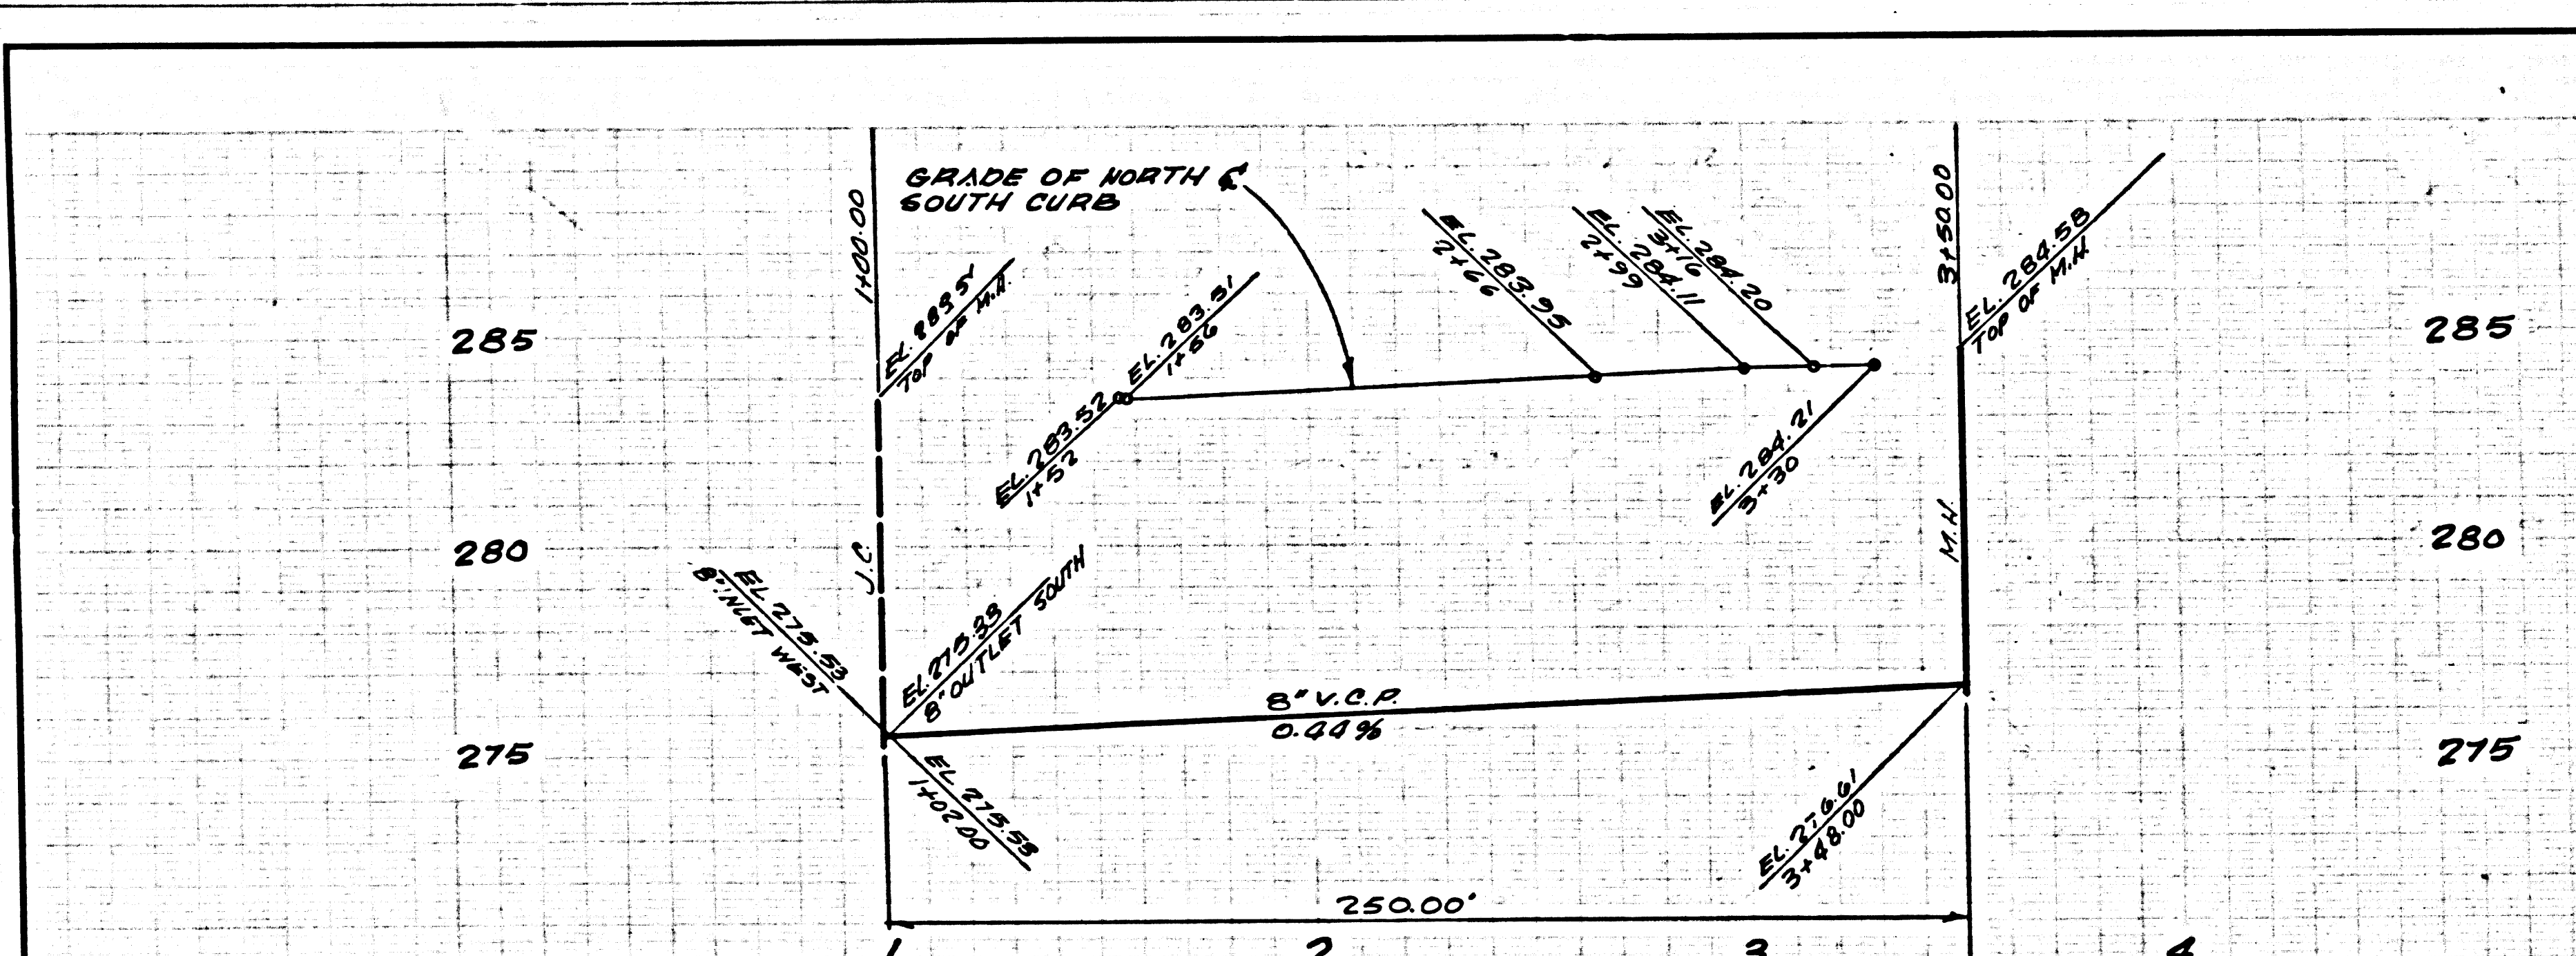 GRADE OF NORTH &
SOUTH CURB
1+00.00
3+50.00
EL. 283.51
TOP OF M.H.
EL. 283.51
1+56
EL. 283.52
1+52
EL. 283.95
2+66
EL. 284.11
2+99
EL. 284.20
3+16
EL. 284.21
3+30
EL. 284.58
TOP OF M.H.
285
285
280
280
275
275
J.C.
M.H.
EL 275.53
8" INLET WEST
EL. 275.33
8" OUTLET SOUTH
8" V.C.P.
0.44%
EL 275.53
1+02.00
EL. 276.61
3+48.00
250.00'
1
2
3
4